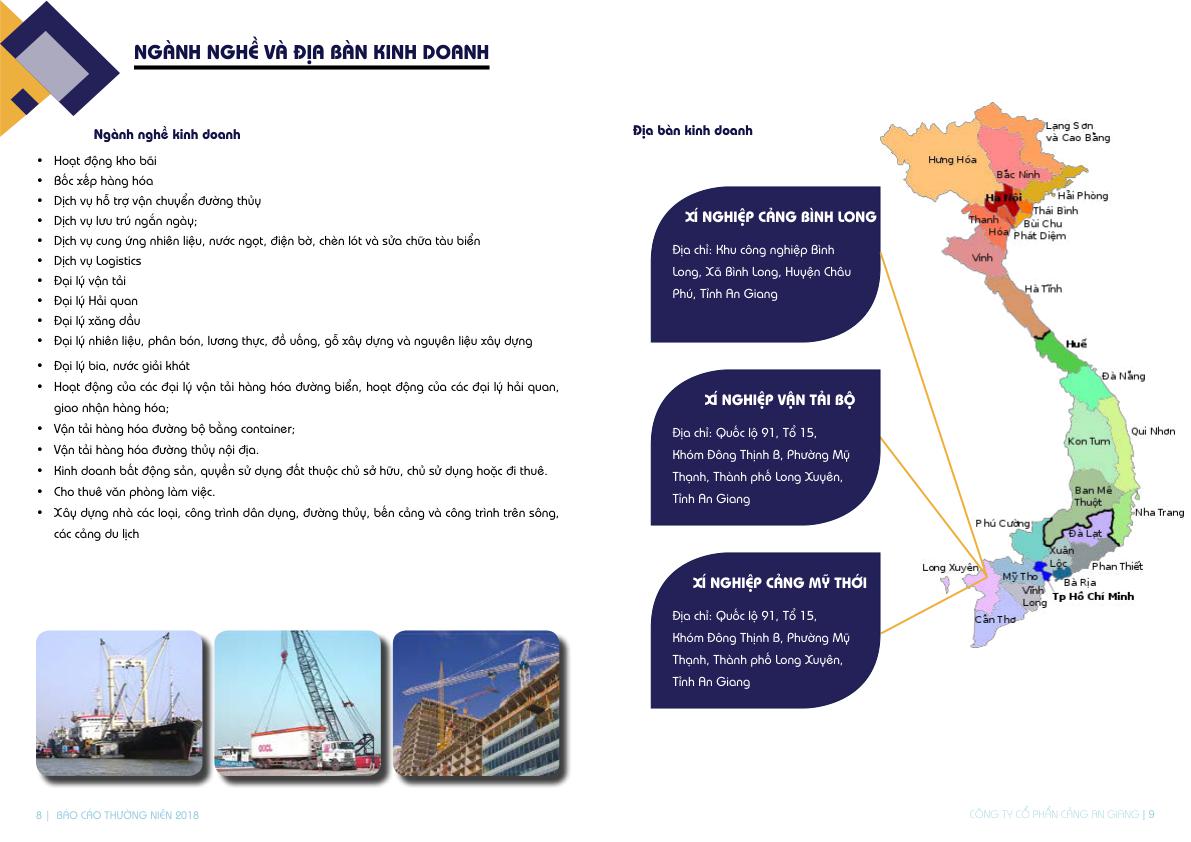 NGÀNH NGHỀ VÀ ĐỊA BÀN KINH DOANH
Ngành nghề kinh doanh
• Hoạt động kho bãi
• Bốc xếp hàng hóa
• Dịch vụ hỗ trợ vận chuyển đường thủy
• Dịch vụ lưu trú ngắn ngày;
• Dịch vụ cung ứng nhiên liệu, nước ngọt, điện bờ, chèn lót và sửa chữa tàu biển
• Dịch vụ Logistics
• Đại lý vận tải
• Đại lý Hải quan
• Đại lý xăng dầu
• Đại lý nhiên liệu, phân bón, lương thực, đồ uống, gỗ xây dựng và nguyên liệu xây dựng
• Đại lý bia, nước giải khát
• Hoạt động của các đại lý vận tải hàng hóa đường biển, hoạt động của các đại lý hải quan,
giao nhận hàng hóa;
• Vận tải hàng hóa đường bộ bằng container;
• Vận tải hàng hóa đường thủy nội địa.
• Kinh doanh bất động sản, quyền sử dụng đất thuộc chủ sở hữu, chủ sử dụng hoặc đi thuê.
• Cho thuê văn phòng làm việc.
• Xây dựng nhà các loại, công trình dân dụng, đường thủy, bến cảng và công trình trên sông,
các cảng du lịch
OOCL
8 | BÁO CÁO THƯỜNG NIÊN 2018
Địa bàn kinh doanh
XÍ NGHIỆP CẢNG BÌNH LONG
Địa chỉ: Khu công nghiệp Bình
Long, Xã Bình Long, Huyện Châu
Phú, Tỉnh An Giang
XÍ NGHIỆP VẬN TẢI BỘ
Địa chỉ: Quốc lộ 91, Tổ 15,
Khóm Đông Thịnh B, Phường Mỹ
Thạnh, Thành phố Long Xuyên,
Tỉnh An Giang
XÍ NGHIỆP CẢNG MỸ THỚI
Địa chỉ: Quốc lộ 91, Tổ 15,
Khóm Đông Thịnh B, Phường Mỹ
Thạnh, Thành phố Long Xuyên,
Tỉnh An Giang
Lạng Sơn
và Cao Bằng
Hưng Hóa
Bắc Ninh
Hà Nội
Hải Phòng
Thái Bình
Thanh
Hóa
Bùi Chu
Phát Diệm
Vinh
Hà Tĩnh
Huế
Đà Nẵng
Qui Nhơn
Kon Tum
Ban Mê
Thuột
Nha Trang
Phú Cường
Đà Lạt
Xuân
Lộc
Phan Thiết
Long Xuyên
Mỹ Tho
Bà Rịa
Vĩnh
Long
Tp Hồ Chí Minh
Cần Thơ
CÔNG TY CỔ PHẦN CẢNG AN GIANG | 9